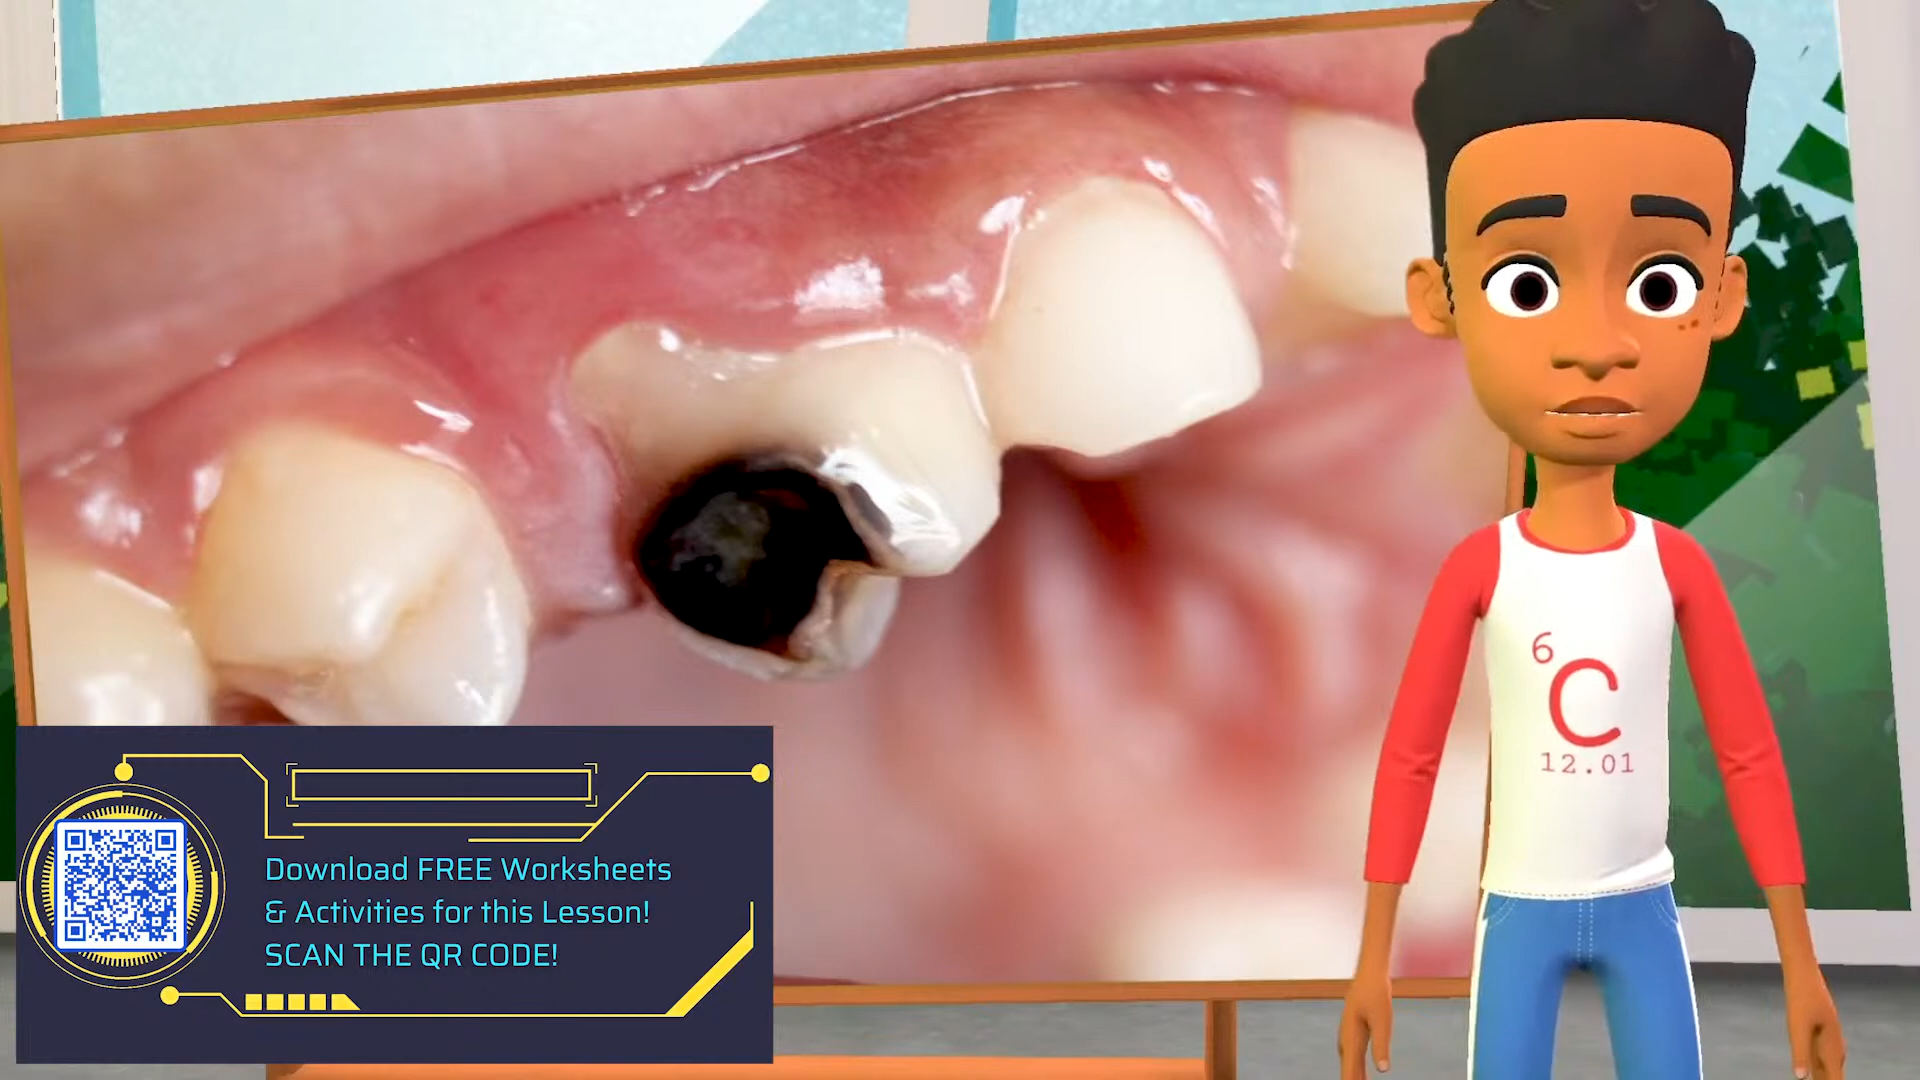 6
C
12.01
Download FREE Worksheets
& Activities for this Lesson!
SCAN THE QR CODE!